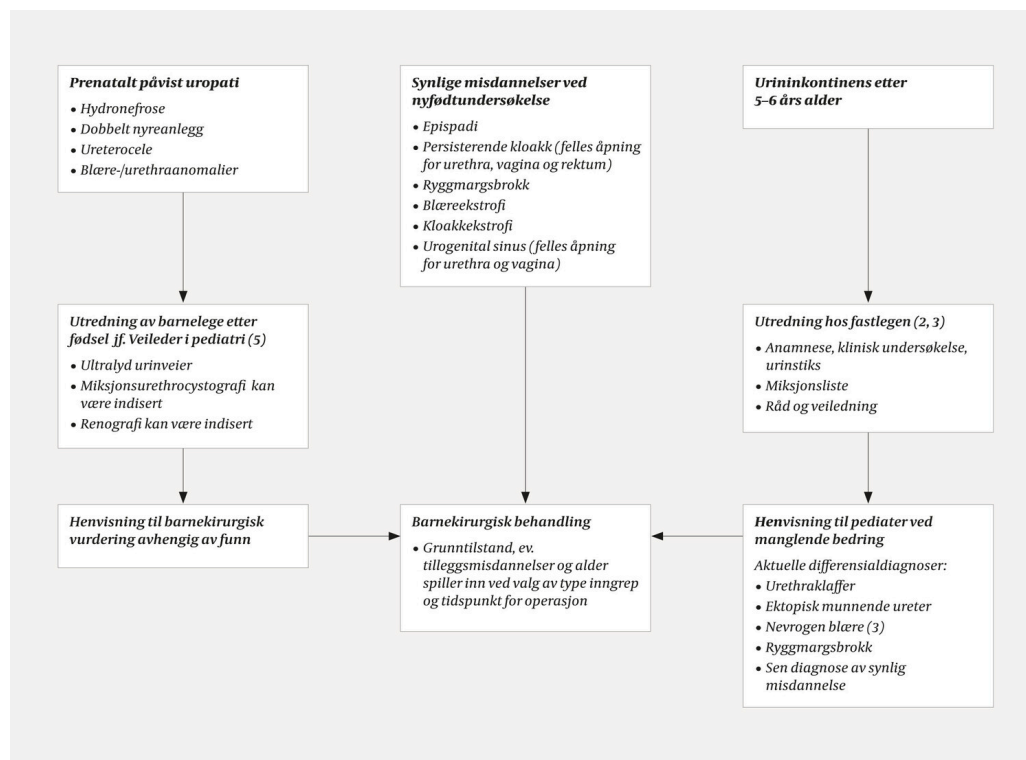 Prenatalt påvist uropati
• Hydronefrose
• Dobbelt nyreanlegg
• Ureterocele
• Blære-/urethraanomalier
Synlige misdannelser ved
nyfødtundersøkelse
• Epispadi
• Persisterende kloakk (felles åpning
for urethra, vagina og rektum)
• Ryggmargsbrokk
• Blæreekstrofi
• Kloakkekstrofi
• Urogenital sinus (felles åpning
for urethra og vagina)
Urininkontinens etter
5–6 års alder
Utredning av barnelege etter
fødsel jf. Veileder i pediatri (5)
• Ultralyd urinveier
• Miksjonsurethrocystografi kan
være indisert
• Renografi kan være indisert
Utredning hos fastlegen (2, 3)
• Anamnese, klinisk undersøkelse,
urinstiks
• Miksjonsliste
• Råd og veiledning
Henvisning til barnekirurgisk
vurdering avhengig av funn
Barnekirurgisk behandling
• Grunntilstand, ev.
tilleggsmisdannelser og alder
spiller inn ved valg av type inngrep
og tidspunkt for operasjon
Henvisning til pediater ved
manglende bedring
Aktuelle differensialdiagnoser:
• Urethraklaffer
• Ektopisk munnende ureter
• Nevrogen blære (3)
• Ryggmargsbrokk
• Sen diagnose av synlig
misdannelse